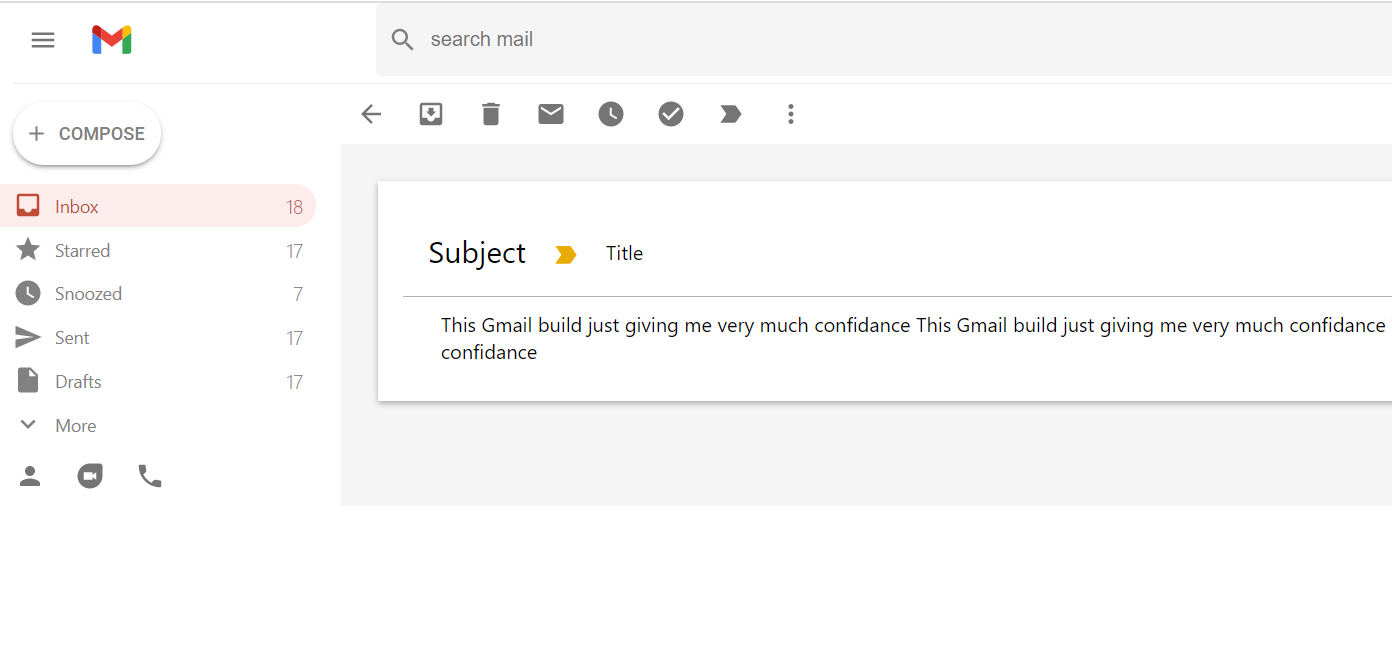 search mail
COMPOSE
Inbox 18
Starred 17
Snoozed 7
Sent 17
Drafts 17
More
Subject Title
This Gmail build just giving me very much confidance This Gmail build just giving me very much confidance
confidance